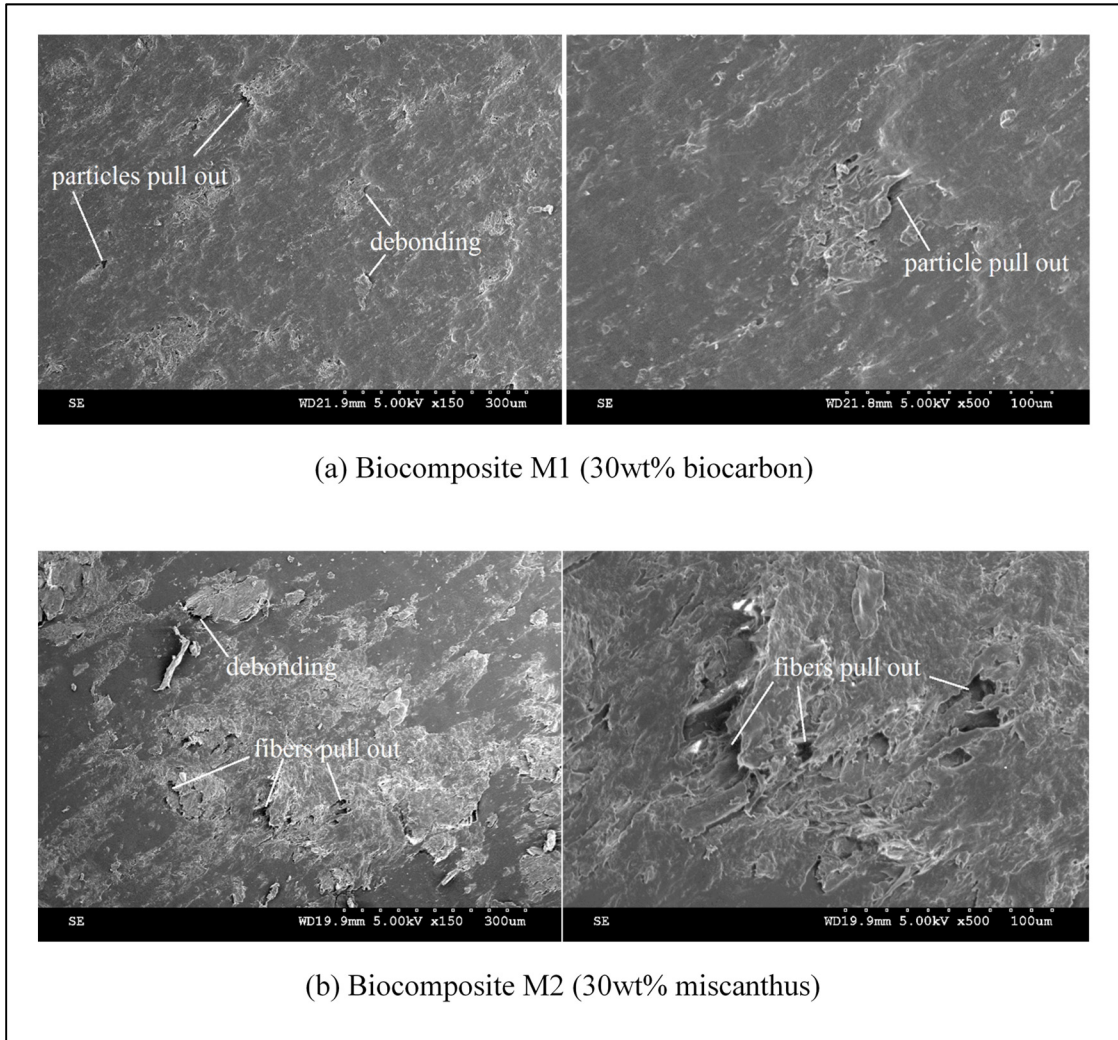 particles pull out
debonding
particle pull out
SE WD21.9mm 5.00kV x150 300um
SE WD21.8mm 5.00kV x500 100um
(a) Biocomposite M1 (30wt% biocarbon)
debonding
fibers pull out
fibers pull out
SE WD19.9mm 5.00kV x150 300um
SE WD19.9mm 5.00kV x500 100um
(b) Biocomposite M2 (30wt% miscanthus)